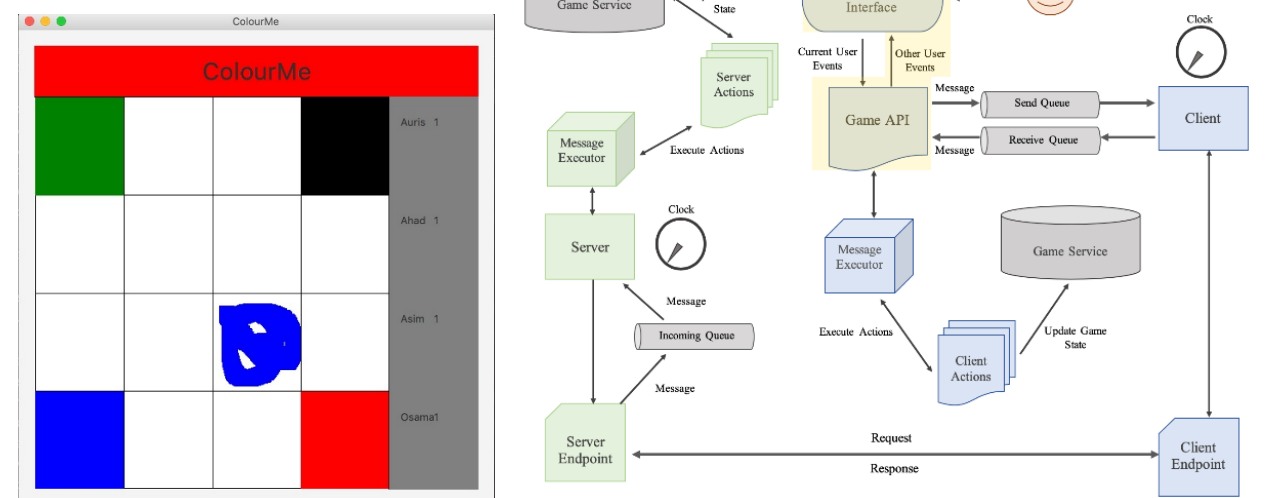 ColourMe
ColourMe
Auris 1
Ahad 1
Asim 1
Osama1
Game Service
State
Server
Actions
Message
Executor
Execute Actions
Server
Clock
Message
Incoming Queue
Message
Server
Endpoint
Interface
Current User
Events
Other User
Events
Game API
Message
Send Queue
Receive Queue
Message
Clock
Client
Message
Executor
Game Service
Execute Actions
Update Game
State
Client
Actions
Request
Response
Client
Endpoint